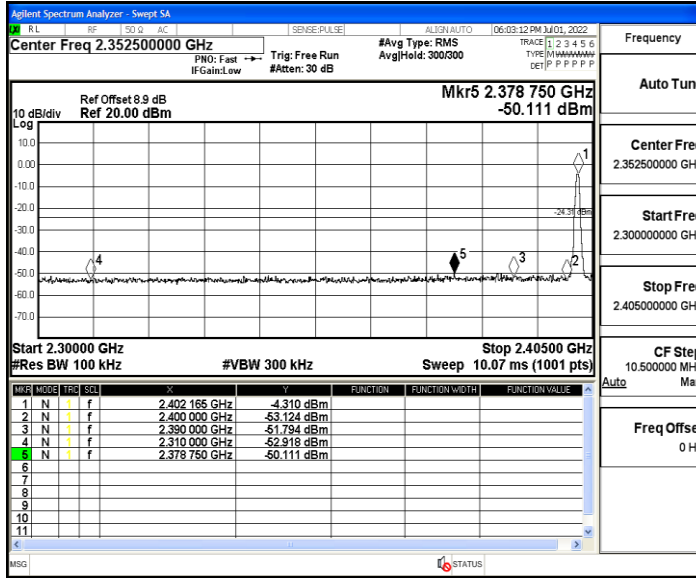 Agilent Spectrum Analyzer - Swept SA
RL RF 50 Ω AC SENSE:PULSE ALIGN AUTO 06:03:12 PM Jul 01, 2022
Center Freq 2.352500000 GHz #Avg Type: RMS TRACE 1 2 3 4 5 6
PNO: Fast Trig: Free Run Avg|Hold: 300/300 TYPE M
IFGain:Low #Atten: 30 dB DET P P P P P P
Ref Offset 8.9 dB Mkr5 2.378 750 GHz
10 dB/div Ref 20.00 dBm -50.111 dBm
Log
10.0
0.00
-10.0
-20.0
-30.0
-40.0
-50.0
-60.0
-70.0
1
4
5
3
2
Start 2.30000 GHz Stop 2.40500 GHz
#Res BW 100 kHz #VBW 300 kHz Sweep 10.07 ms (1001 pts)
MKR MODE TRC SCL X Y FUNCTION FUNCTION WIDTH FUNCTION VALUE
1 N 1 f 2.402 165 GHz -4.310 dBm
2 N 1 f 2.400 000 GHz -53.124 dBm
3 N 1 f 2.390 000 GHz -51.794 dBm
4 N 1 f 2.310 000 GHz -52.918 dBm
5 N 1 f 2.378 750 GHz -50.111 dBm
6
7
8
9
10
11
MSG STATUS
Frequency
Auto Tun
Center Fre
2.352500000 GH
Start Fre
2.300000000 GH
Stop Fre
2.405000000 GH
CF Step
10.500000 MH
Auto Ma
Freq Offse
0 H